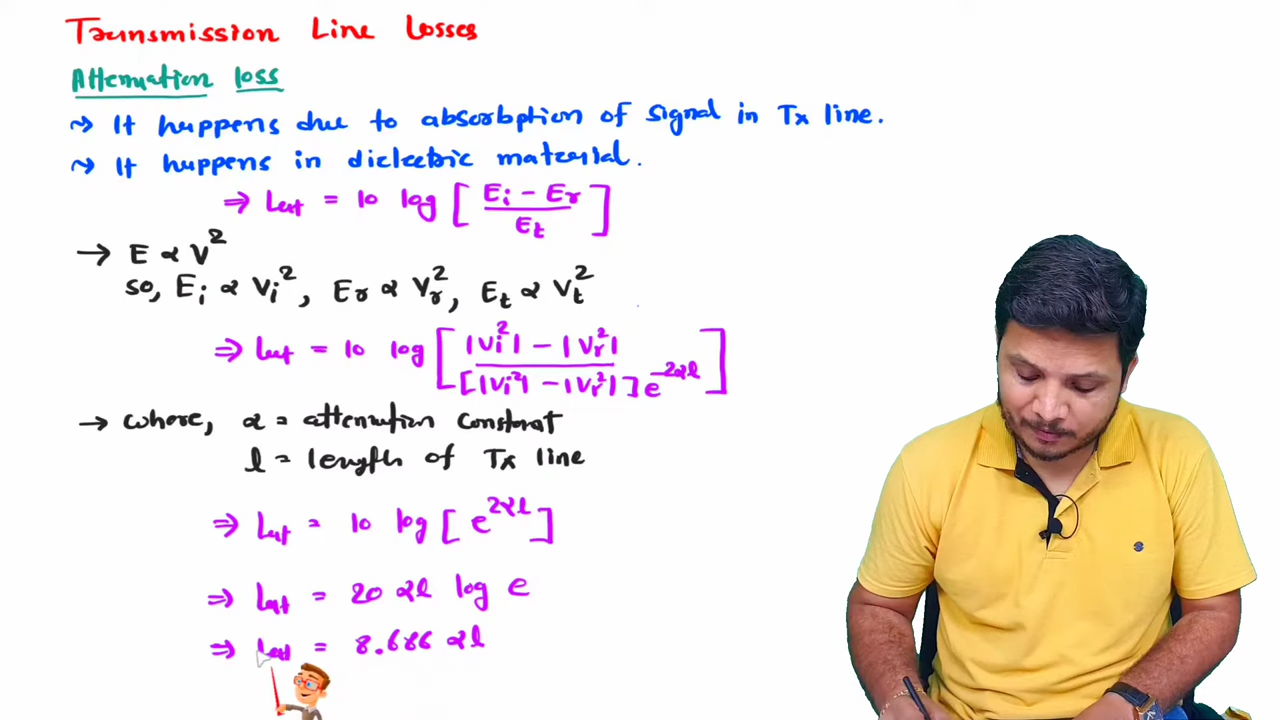 Transmission Line Losses
Attenuation loss
~> It happens due to absorbption of signal in Tx line.
~> It happens in dielectric material.
⇒ Lat = 10 log [ (Ei - Er) / Et ]
→ E ∝ V²
so, Ei ∝ Vi², Er ∝ Vr², Et ∝ Vt²
⇒ Lat = 10 log [ (|Vi²| - |Vr²|) / ([|Vi²| - |Vr²|] e^-2αl) ]
→ where, α = attenution constant
l = length of Tx line
⇒ Lat = 10 log [ e^2αl ]
⇒ Lat = 20 αl log e
⇒ Lat = 8.686 αl